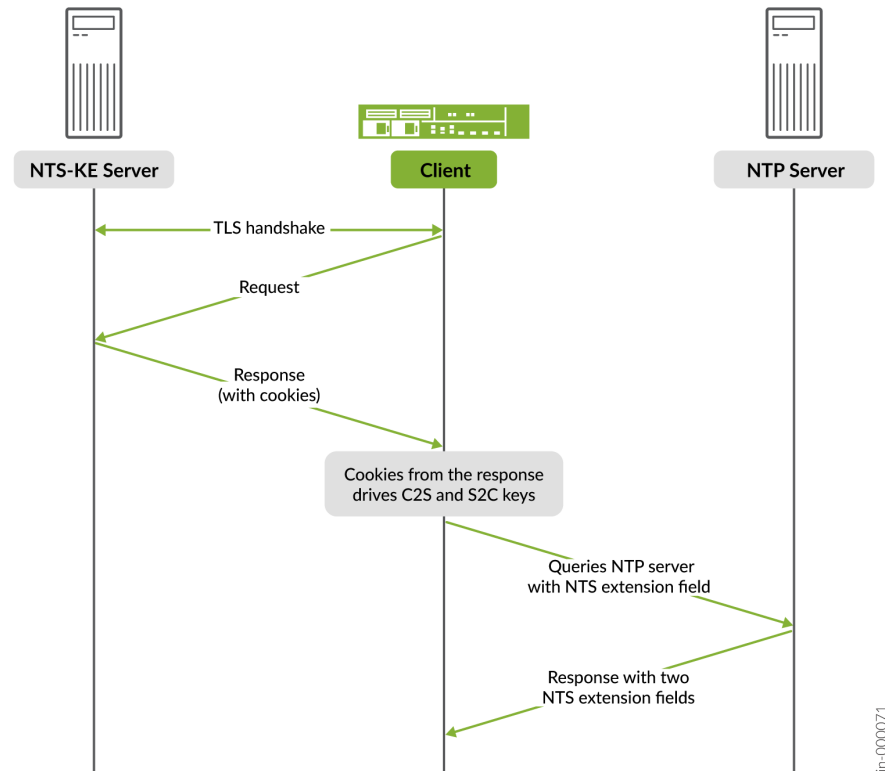 NTS-KE Server
Client
NTP Server
TLS handshake
Request
Response
(with cookies)
Cookies from the response
drives C2S and S2C keys
Queries NTP server
with NTS extension field
Response with two
NTS extension fields
jn-000071